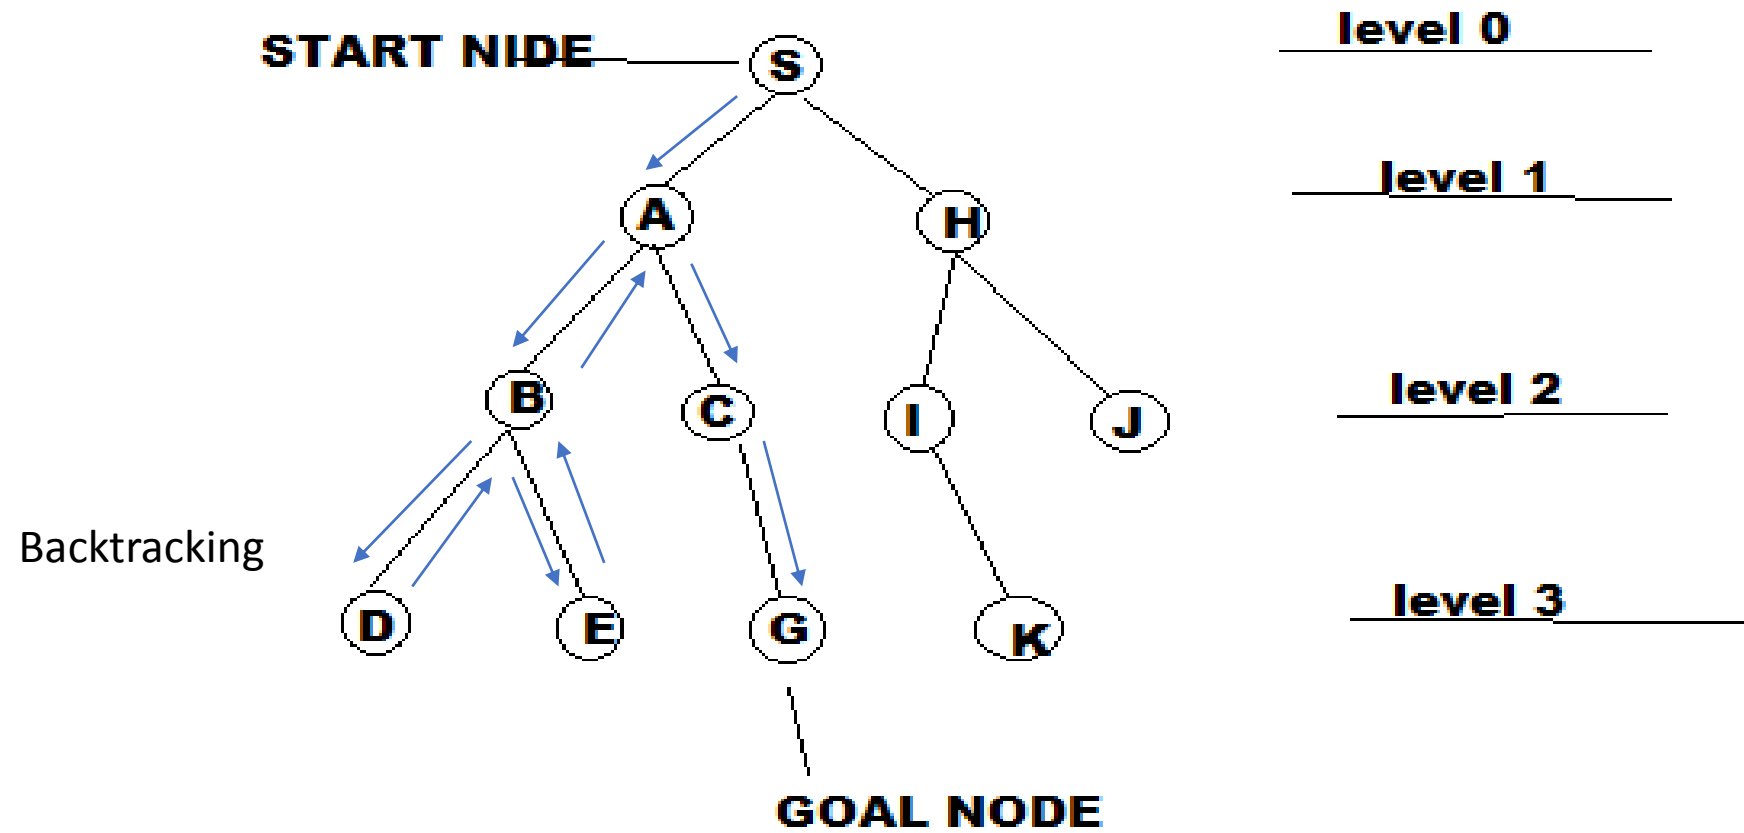 START NIDE
S
level 0
A
H
level 1
B
C
I
J
level 2
Backtracking
D
E
G
K
level 3
GOAL NODE